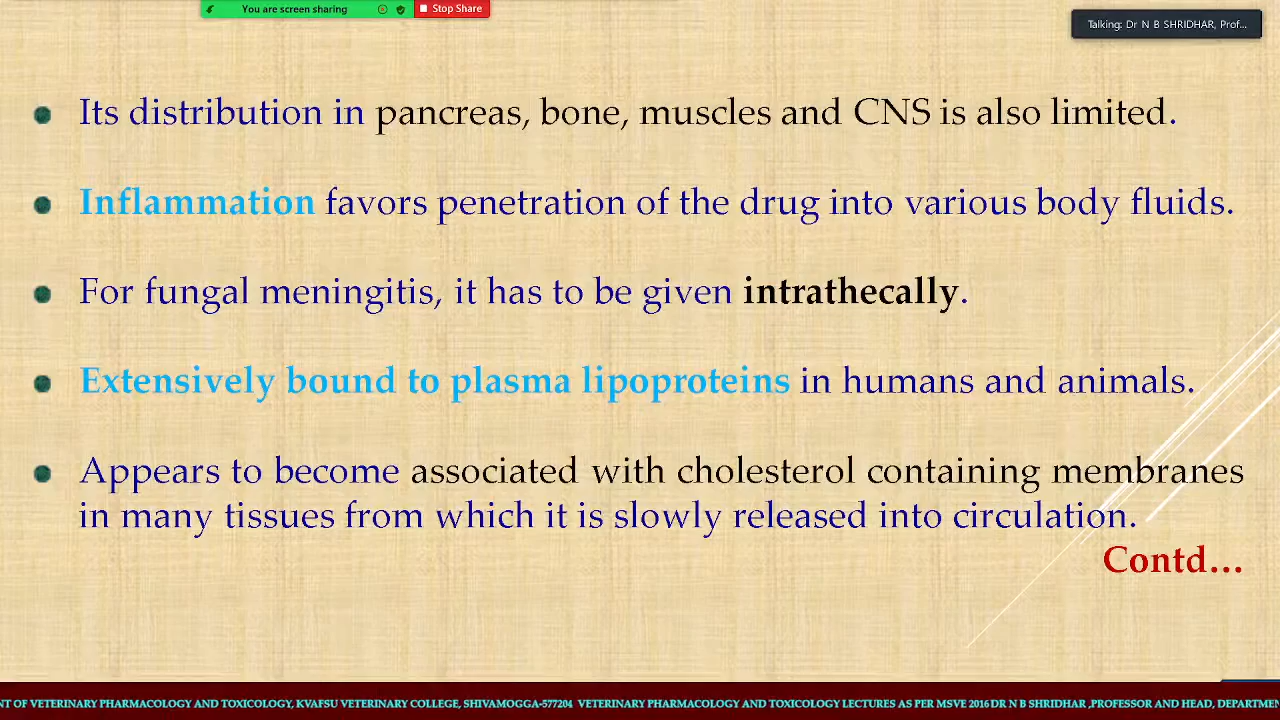 You are screen sharing
Stop Share
Talking: Dr N B SHRIDHAR, Prof...
Its distribution in pancreas, bone, muscles and CNS is also limited.
Inflammation favors penetration of the drug into various body fluids.
For fungal meningitis, it has to be given intrathecally.
Extensively bound to plasma lipoproteins in humans and animals.
Appears to become associated with cholesterol containing membranes
in many tissues from which it is slowly released into circulation.
Contd...
NT OF VETERINARY PHARMACOLOGY AND TOXICOLOGY, KVAFSU VETERINARY COLLEGE, SHIVAMOGGA-577204 VETERINARY PHARMACOLOGY AND TOXICOLOGY LECTURES AS PER MSVE 2016 DR N B SHRIDHAR ,PROFESSOR AND HEAD, DEPARTMEN